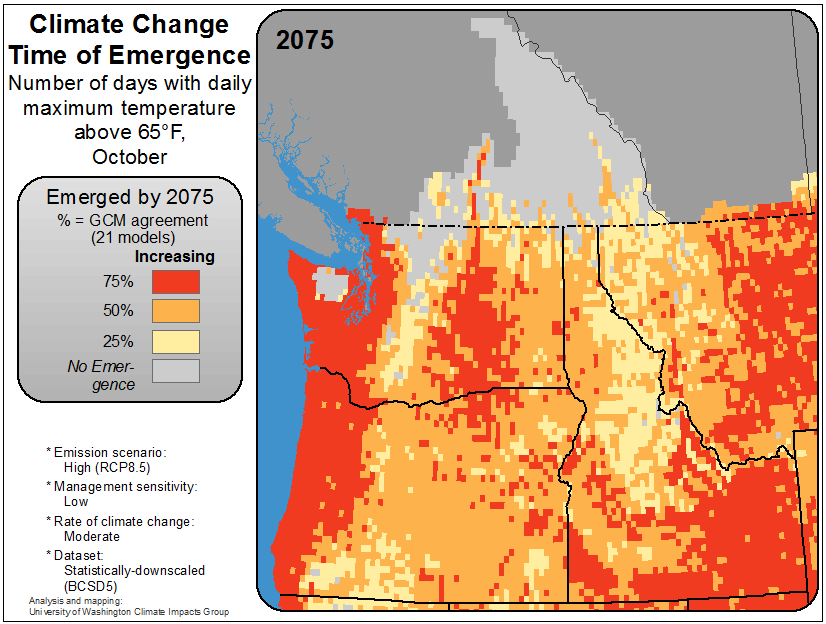 Climate Change
Time of Emergence
Number of days with daily
maximum temperature
above 65°F,
October
2075
Emerged by 2075
% = GCM agreement
(21 models)
Increasing
75%
50%
25%
No Emer-
gence
* Emission scenario:
High (RCP8.5)
* Management sensitivity:
Low
* Rate of climate change:
Moderate
* Dataset:
Statistically-downscaled
(BCSD5)
Analysis and mapping:
University of Washington Climate Impacts Group